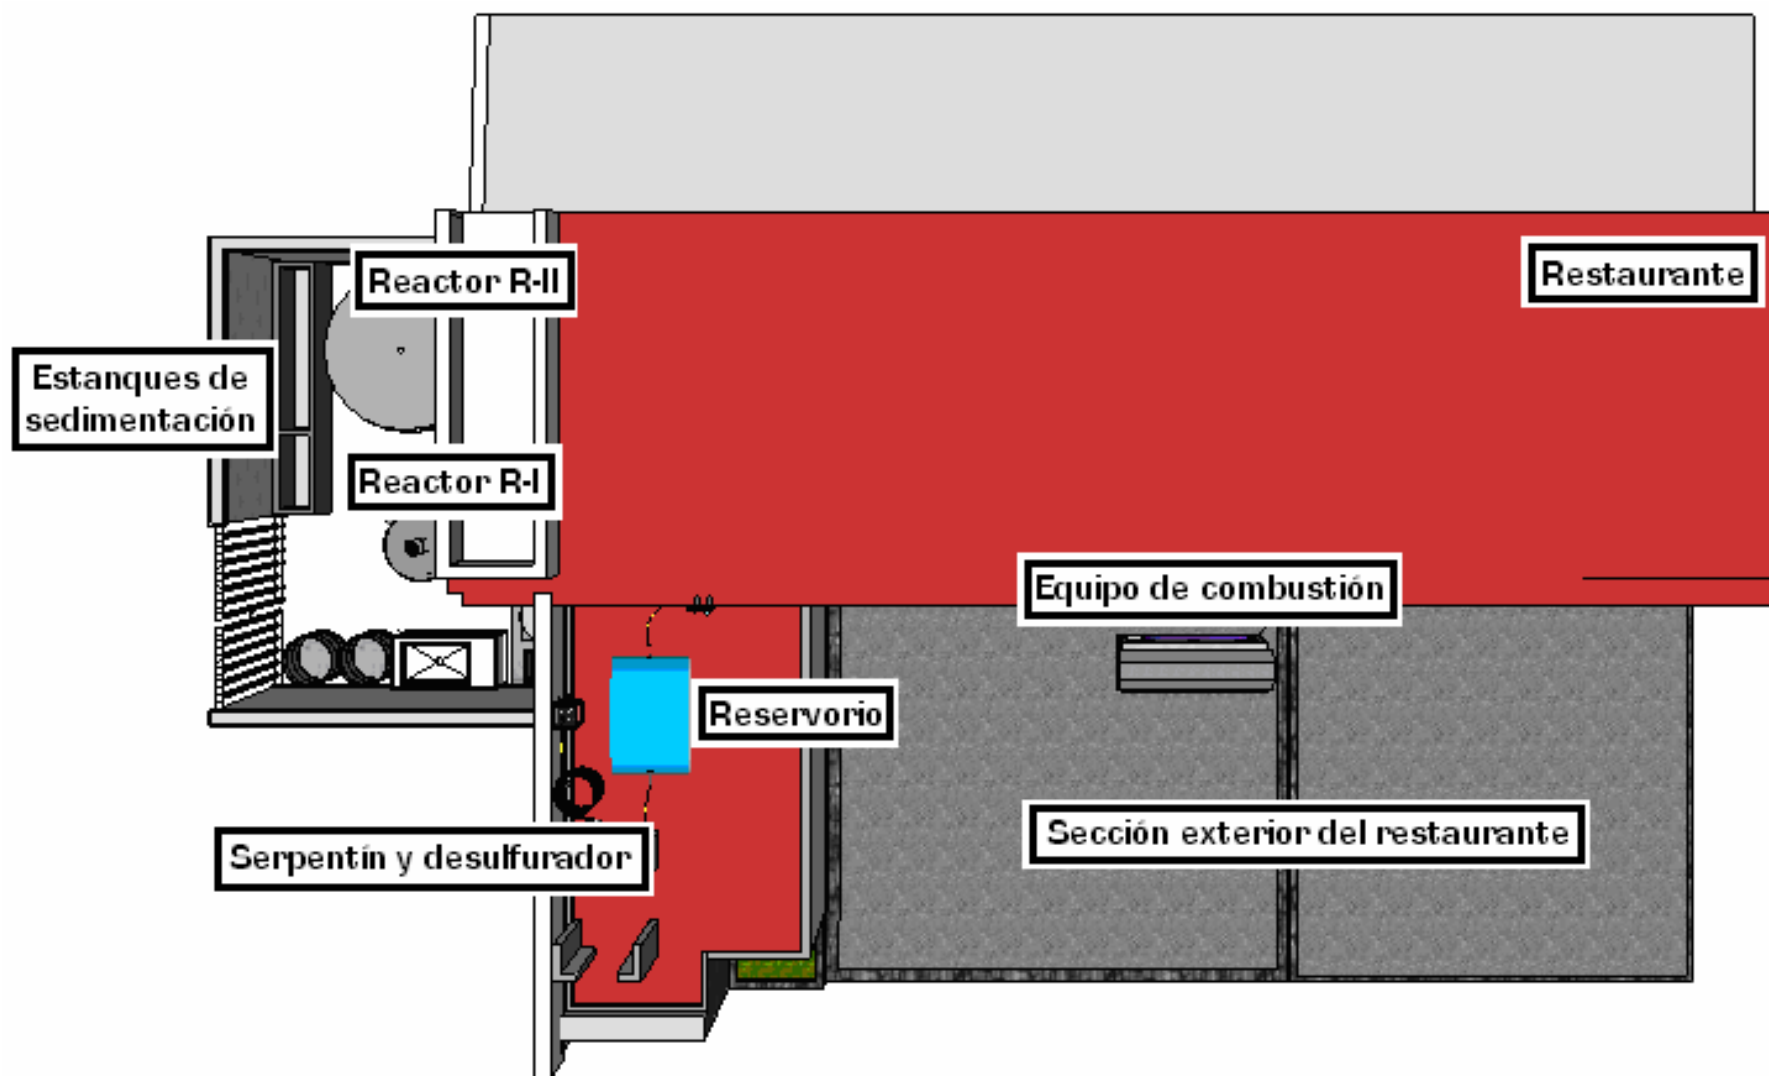 Reactor R-II
Restaurante
Estanques de
sedimentación
Reactor R-I
Equipo de combustión
Reservorio
Sección exterior del restaurante
Serpentín y desulfurador